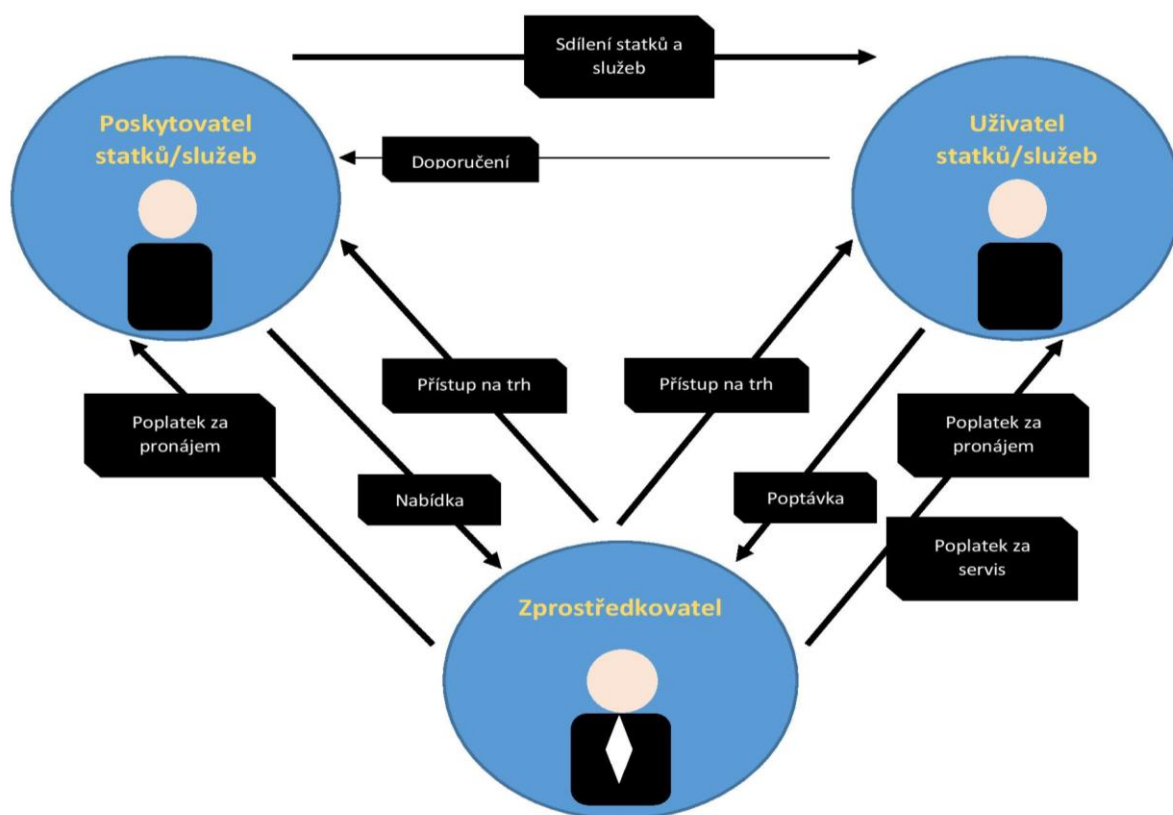 Sdílení statků a
služeb
Poskytovatel
statků/služeb
Uživatel
statků/služeb
Doporučení
Přístup na trh
Přístup na trh
Poplatek za
pronájem
Poplatek za
pronájem
Nabídka
Poptávka
Poplatek za
servis
Zprostředkovatel